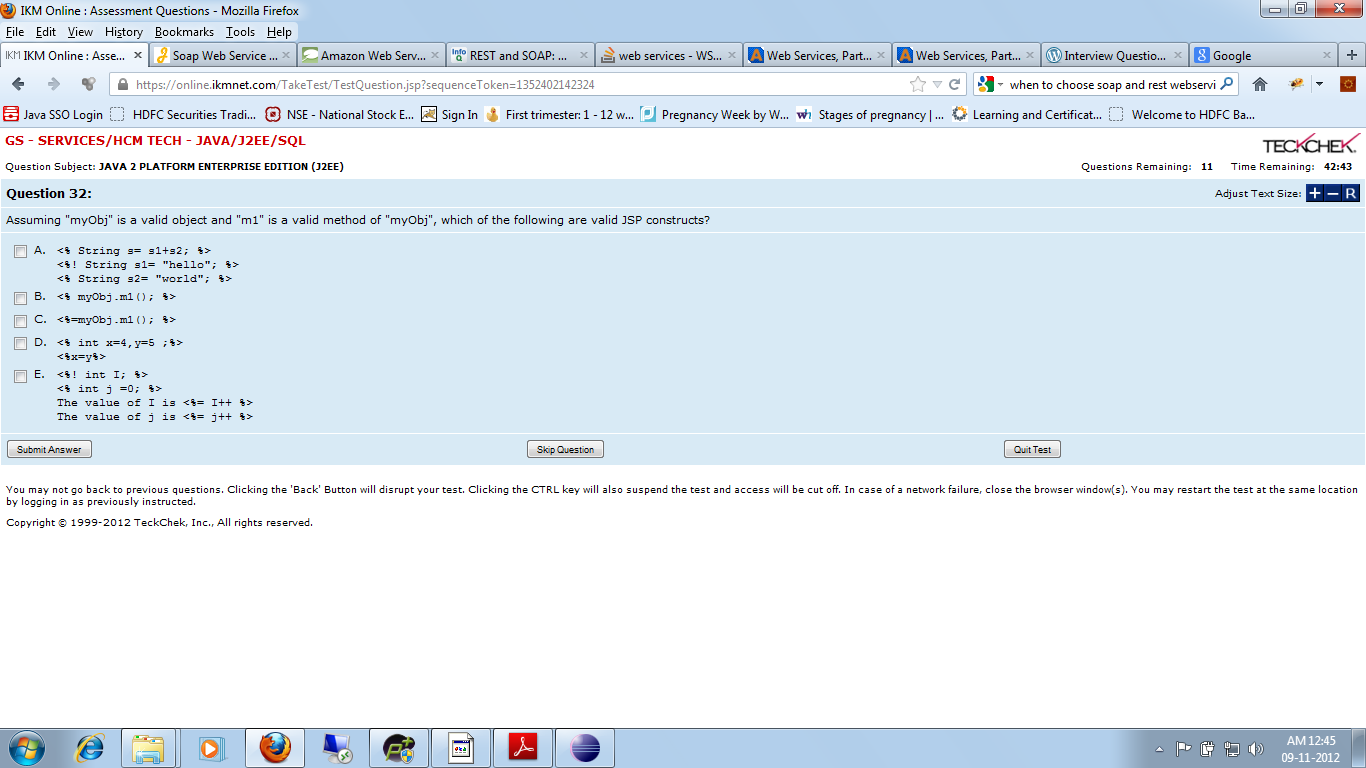 IKM Online : Assessment Questions - Mozilla Firefox
File Edit View History Bookmarks Tools Help
IKM IKM Online : Asse... Soap Web Service ... Amazon Web Serv... Info Q REST and SOAP: ... web services - WS... Web Services, Part... Web Services, Part... Interview Questio... Google
https://online.ikmnet.com/TakeTest/TestQuestion.jsp?sequenceToken=1352402142324 when to choose soap and rest webservi
Java SSO Login HDFC Securities Tradi... NSE - National Stock E... Sign In First trimester: 1 - 12 w... Pregnancy Week by W... Stages of pregnancy | ... Learning and Certificat... Welcome to HDFC Ba...
GS - SERVICES/HCM TECH - JAVA/J2EE/SQL TECKCHEK
Question Subject: JAVA 2 PLATFORM ENTERPRISE EDITION (J2EE) Questions Remaining: 11 Time Remaining: 42:43
Question 32: Adjust Text Size: + - R
Assuming "myObj" is a valid object and "m1" is a valid method of "myObj", which of the following are valid JSP constructs?
A. <% String s= s1+s2; %>
<%! String s1= "hello"; %>
<% String s2= "world"; %>
B. <% myObj.m1(); %>
C. <%=myObj.m1(); %>
D. <% int x=4,y=5 ;%>
<%x=y%>
E. <%! int I; %>
<% int j =0; %>
The value of I is <%= I++ %>
The value of j is <%= j++ %>
Submit Answer Skip Question Quit Test
You may not go back to previous questions. Clicking the 'Back' Button will disrupt your test. Clicking the CTRL key will also suspend the test and access will be cut off. In case of a network failure, close the browser window(s). You may restart the test at the same location
by logging in as previously instructed.
Copyright © 1999-2012 TeckChek, Inc., All rights reserved.
AM 12:45
09-11-2012